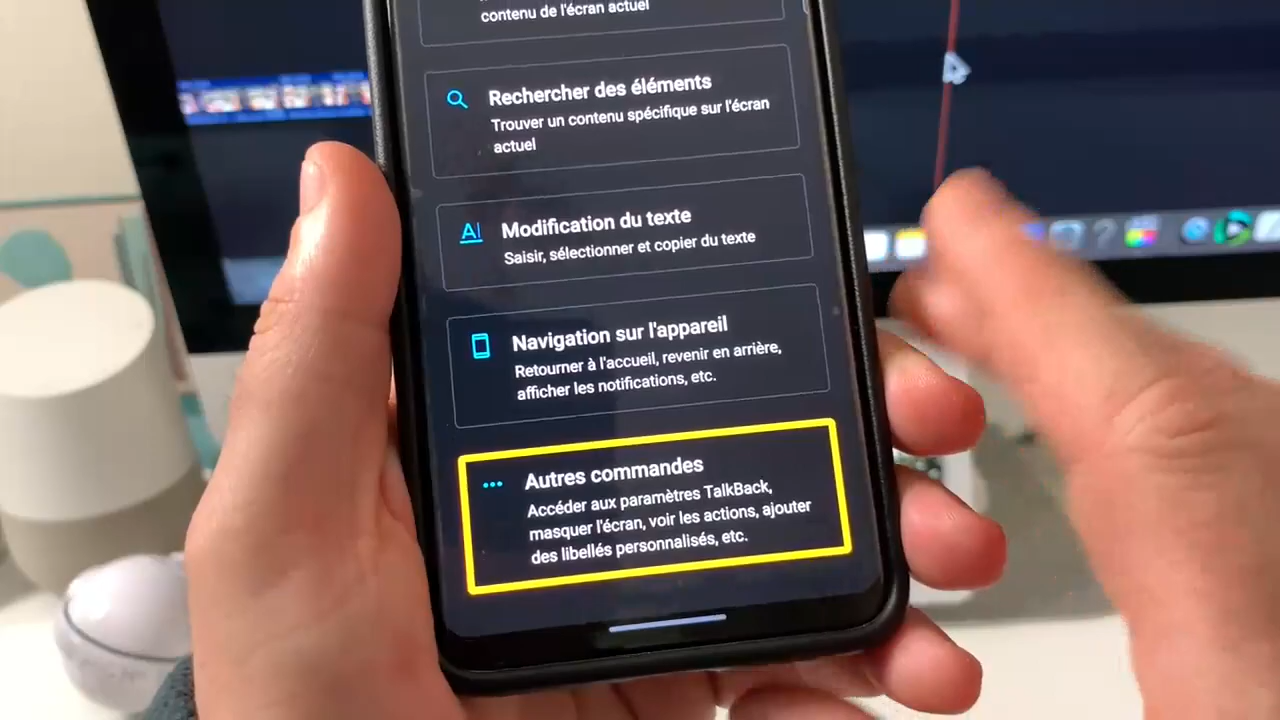 contenu de l'écran actuel
Rechercher des éléments
Trouver un contenu spécifique sur l'écran
actuel
AI
Modification du texte
Saisir, sélectionner et copier du texte
Navigation sur l'appareil
Retourner à l'accueil, revenir en arrière,
afficher les notifications, etc.
Autres commandes
Accéder aux paramètres TalkBack,
masquer l'écran, voir les actions, ajouter
des libellés personnalisés, etc.